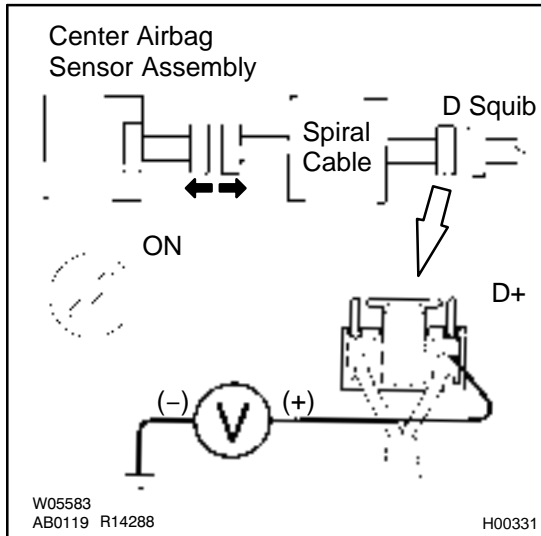 Center Airbag
Sensor Assembly
D Squib
Spiral
Cable
ON
D+
(−)
V
(+)
W05583
AB0119 R14288
H00331